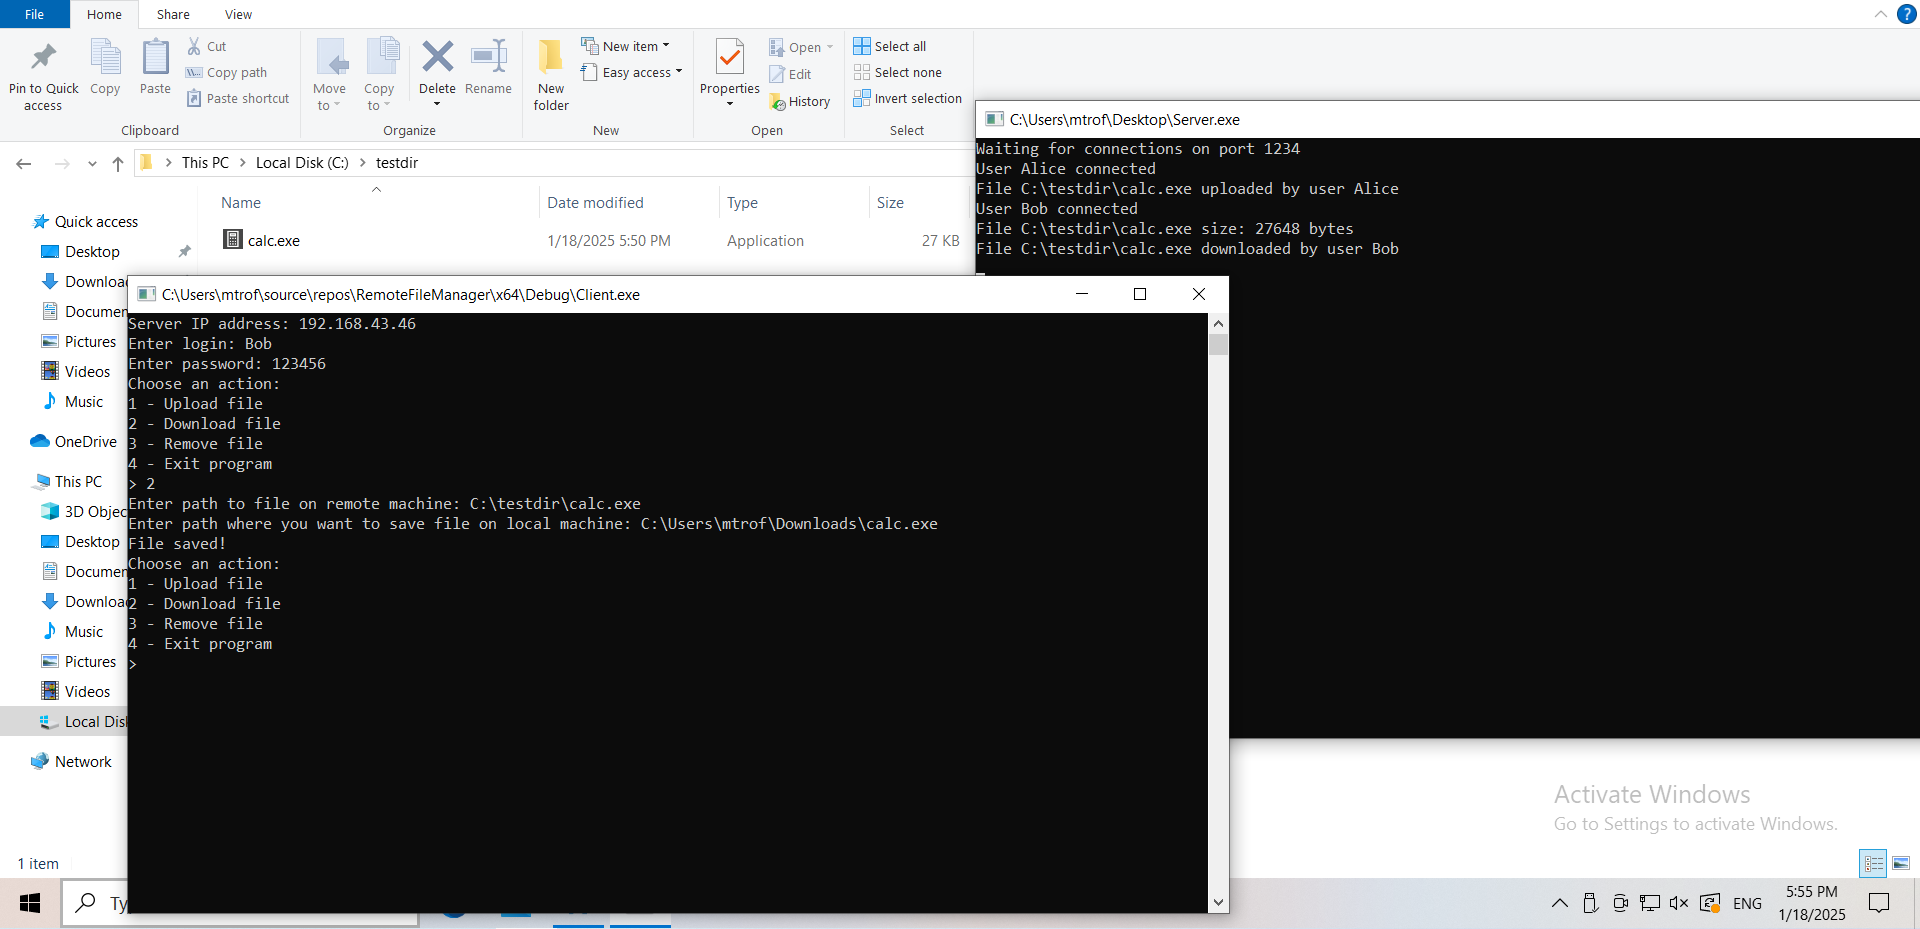 File Home Share View
Pin to Quick access
Copy
Paste
Cut
Copy path
Paste shortcut
Clipboard
Move to
Copy to
Delete
Rename
Organize
New folder
New item
Easy access
New
Properties
Open
Edit
History
Open
Select all
Select none
Invert selection
Select
This PC > Local Disk (C:) > testdir
Name Date modified Type Size
calc.exe 1/18/2025 5:50 PM Application 27 KB
Quick access
Desktop
Downloa
Documen
Pictures
Videos
Music
OneDrive
This PC
3D Objec
Desktop
Documen
Downloa
Music
Pictures
Videos
Local Disk
Network
1 item
C:\Users\mtrof\Desktop\Server.exe
Waiting for connections on port 1234
User Alice connected
File C:\testdir\calc.exe uploaded by user Alice
User Bob connected
File C:\testdir\calc.exe size: 27648 bytes
File C:\testdir\calc.exe downloaded by user Bob
C:\Users\mtrof\source\repos\RemoteFileManager\x64\Debug\Client.exe
Server IP address: 192.168.43.46
Enter login: Bob
Enter password: 123456
Choose an action:
1 - Upload file
2 - Download file
3 - Remove file
4 - Exit program
> 2
Enter path to file on remote machine: C:\testdir\calc.exe
Enter path where you want to save file on local machine: C:\Users\mtrof\Downloads\calc.exe
File saved!
Choose an action:
1 - Upload file
2 - Download file
3 - Remove file
4 - Exit program
>
Activate Windows
Go to Settings to activate Windows.
Ty
ENG
5:55 PM
1/18/2025